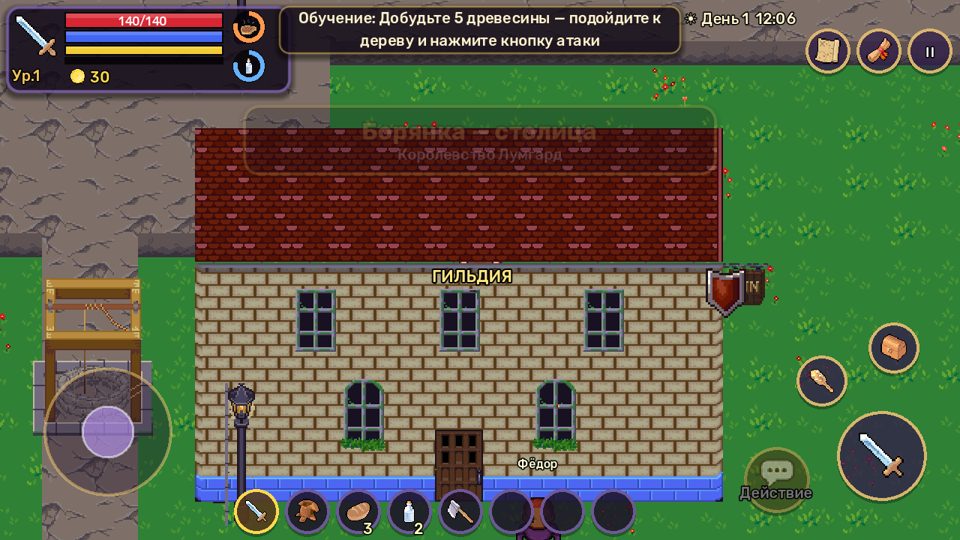 140/140
Ур.1
30
Обучение: Добудьте 5 древесины — подойдите к
дереву и нажмите кнопку атаки
День 1 12:06
Борянка — столица
Королевство Лумгард
ГИЛЬДИЯ
IN
Фёдор
Действие
3
2